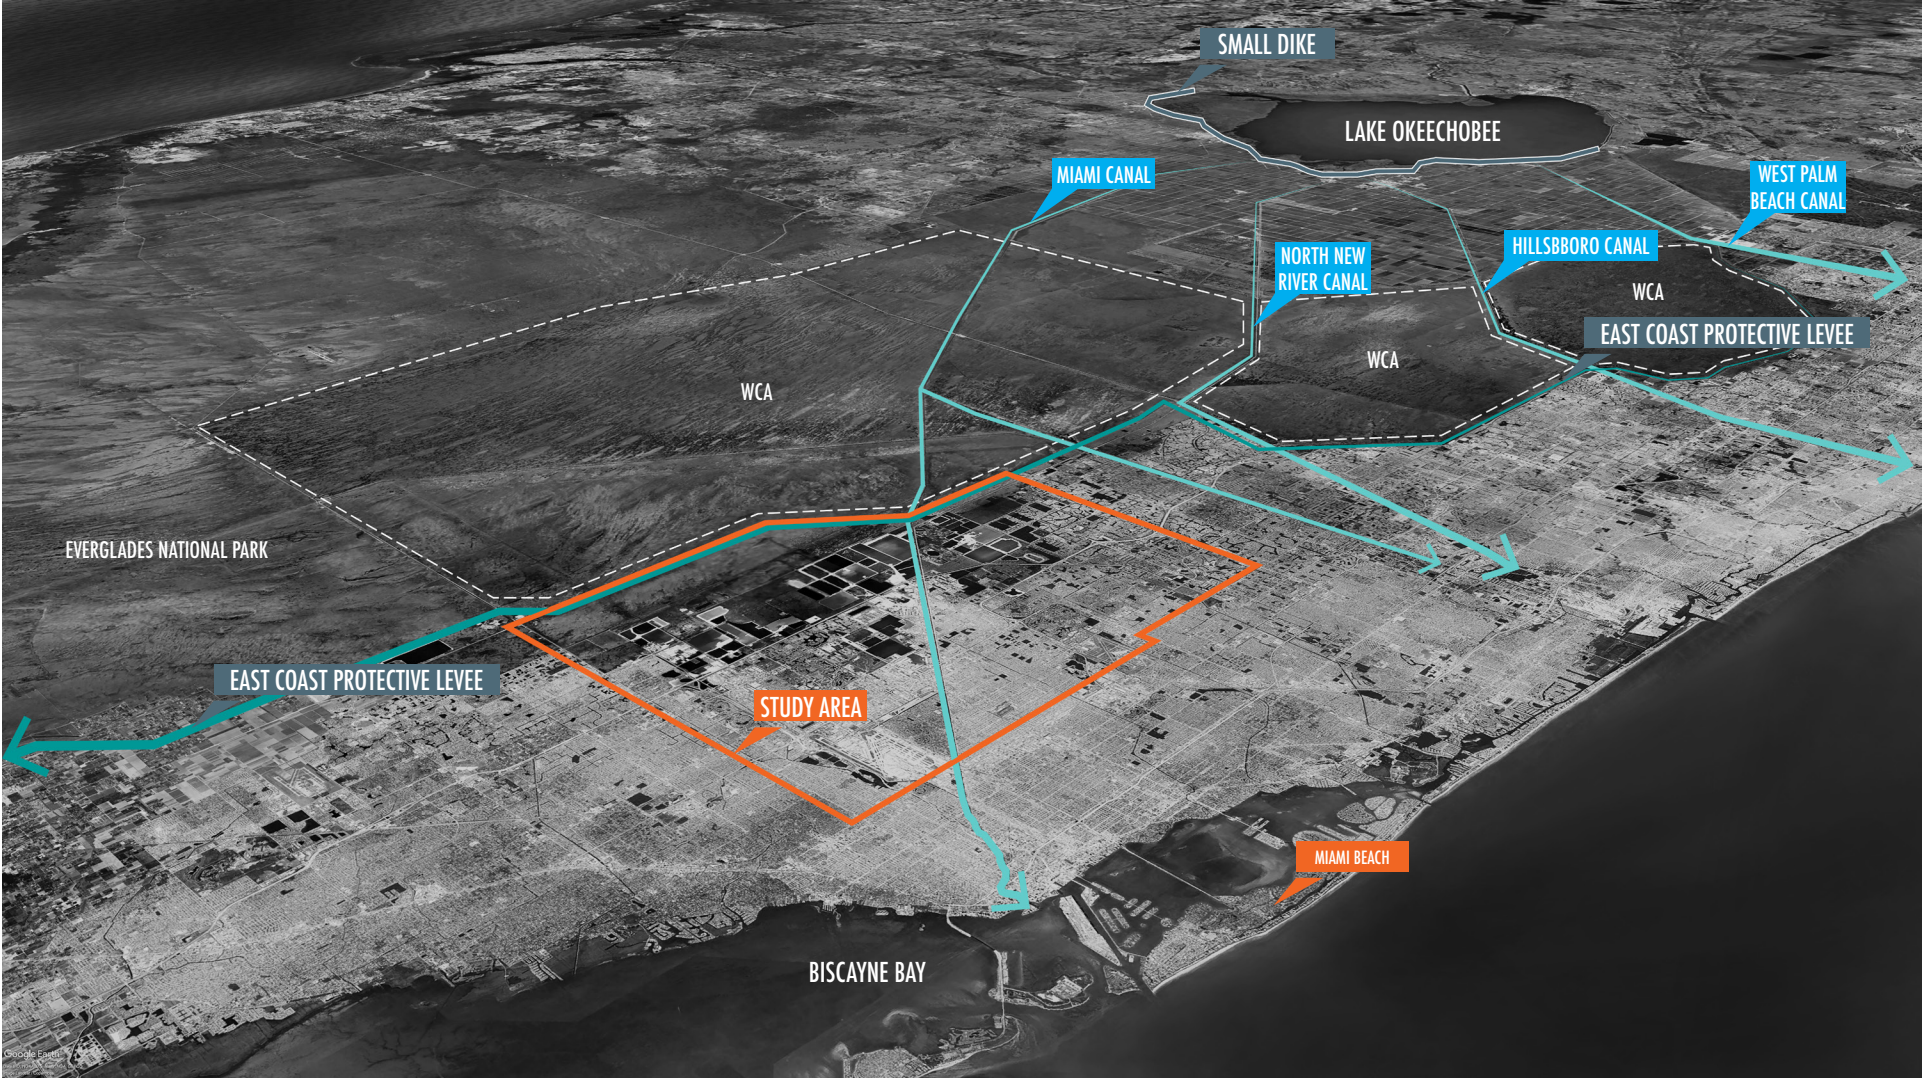 SMALL DIKE
LAKE OKEECHOBEE
MIAMI CANAL
WEST PALM
BEACH CANAL
NORTH NEW
RIVER CANAL
HILLSBBORO CANAL
WCA
EAST COAST PROTECTIVE LEVEE
WCA
WCA
EVERGLADES NATIONAL PARK
EAST COAST PROTECTIVE LEVEE
STUDY AREA
MIAMI BEACH
BISCAYNE BAY
Google Earth